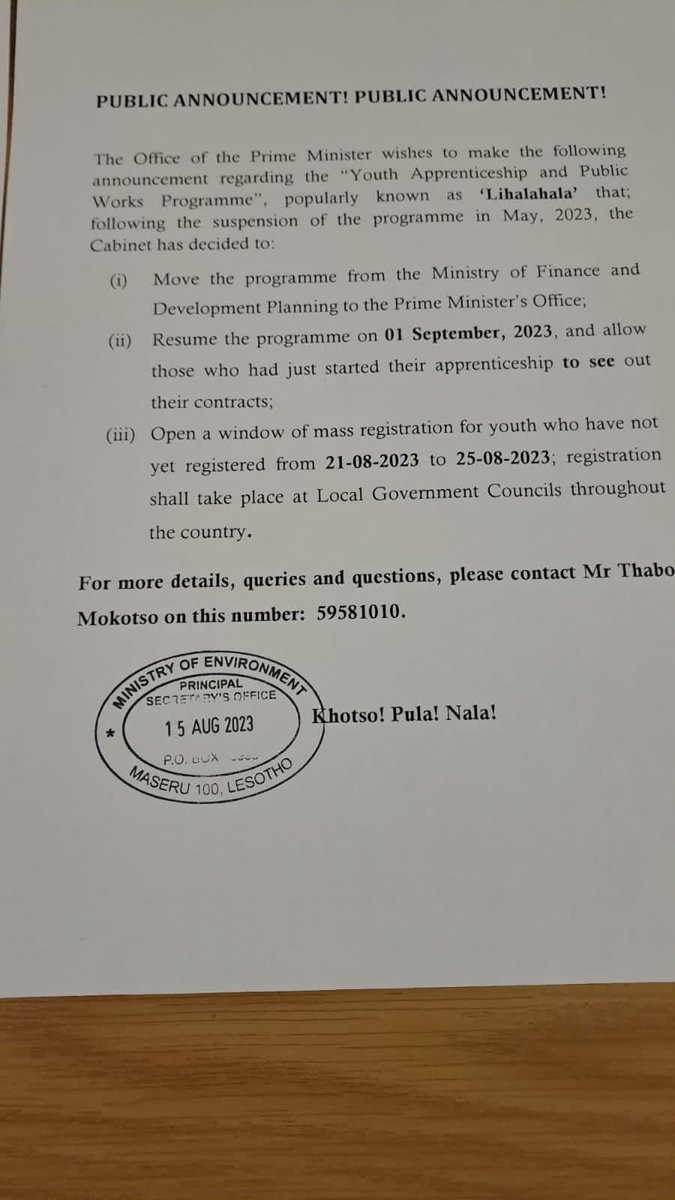 PUBLIC ANNOUNCEMENT! PUBLIC ANNOUNCEMENT!
The Office of the Prime Minister wishes to make the following
announcement regarding the “Youth Apprenticeship and Public
Works Programme”, popularly known as ‘Lihalahala’ that;
following the suspension of the programme in May, 2023, the
Cabinet has decided to:
(i) Move the programme from the Ministry of Finance and
Development Planning to the Prime Minister's Office;
(ii) Resume the programme on 01 September, 2023, and allow
those who had just started their apprenticeship to see out
their contracts;
(iii) Open a window of mass registration for youth who have not
yet registered from 21-08-2023 to 25-08-2023; registration
shall take place at Local Government Councils throughout
the country.
For more details, queries and questions, please contact Mr Thabo
Mokotso on this number: 59581010.
MINISTRY OF ENVIRONMENT
PRINCIPAL
SECRETARY'S OFFICE
15 AUG 2023
P.O. BOX
* MASERU 100, LESOTHO
Khotso! Pula! Nala!